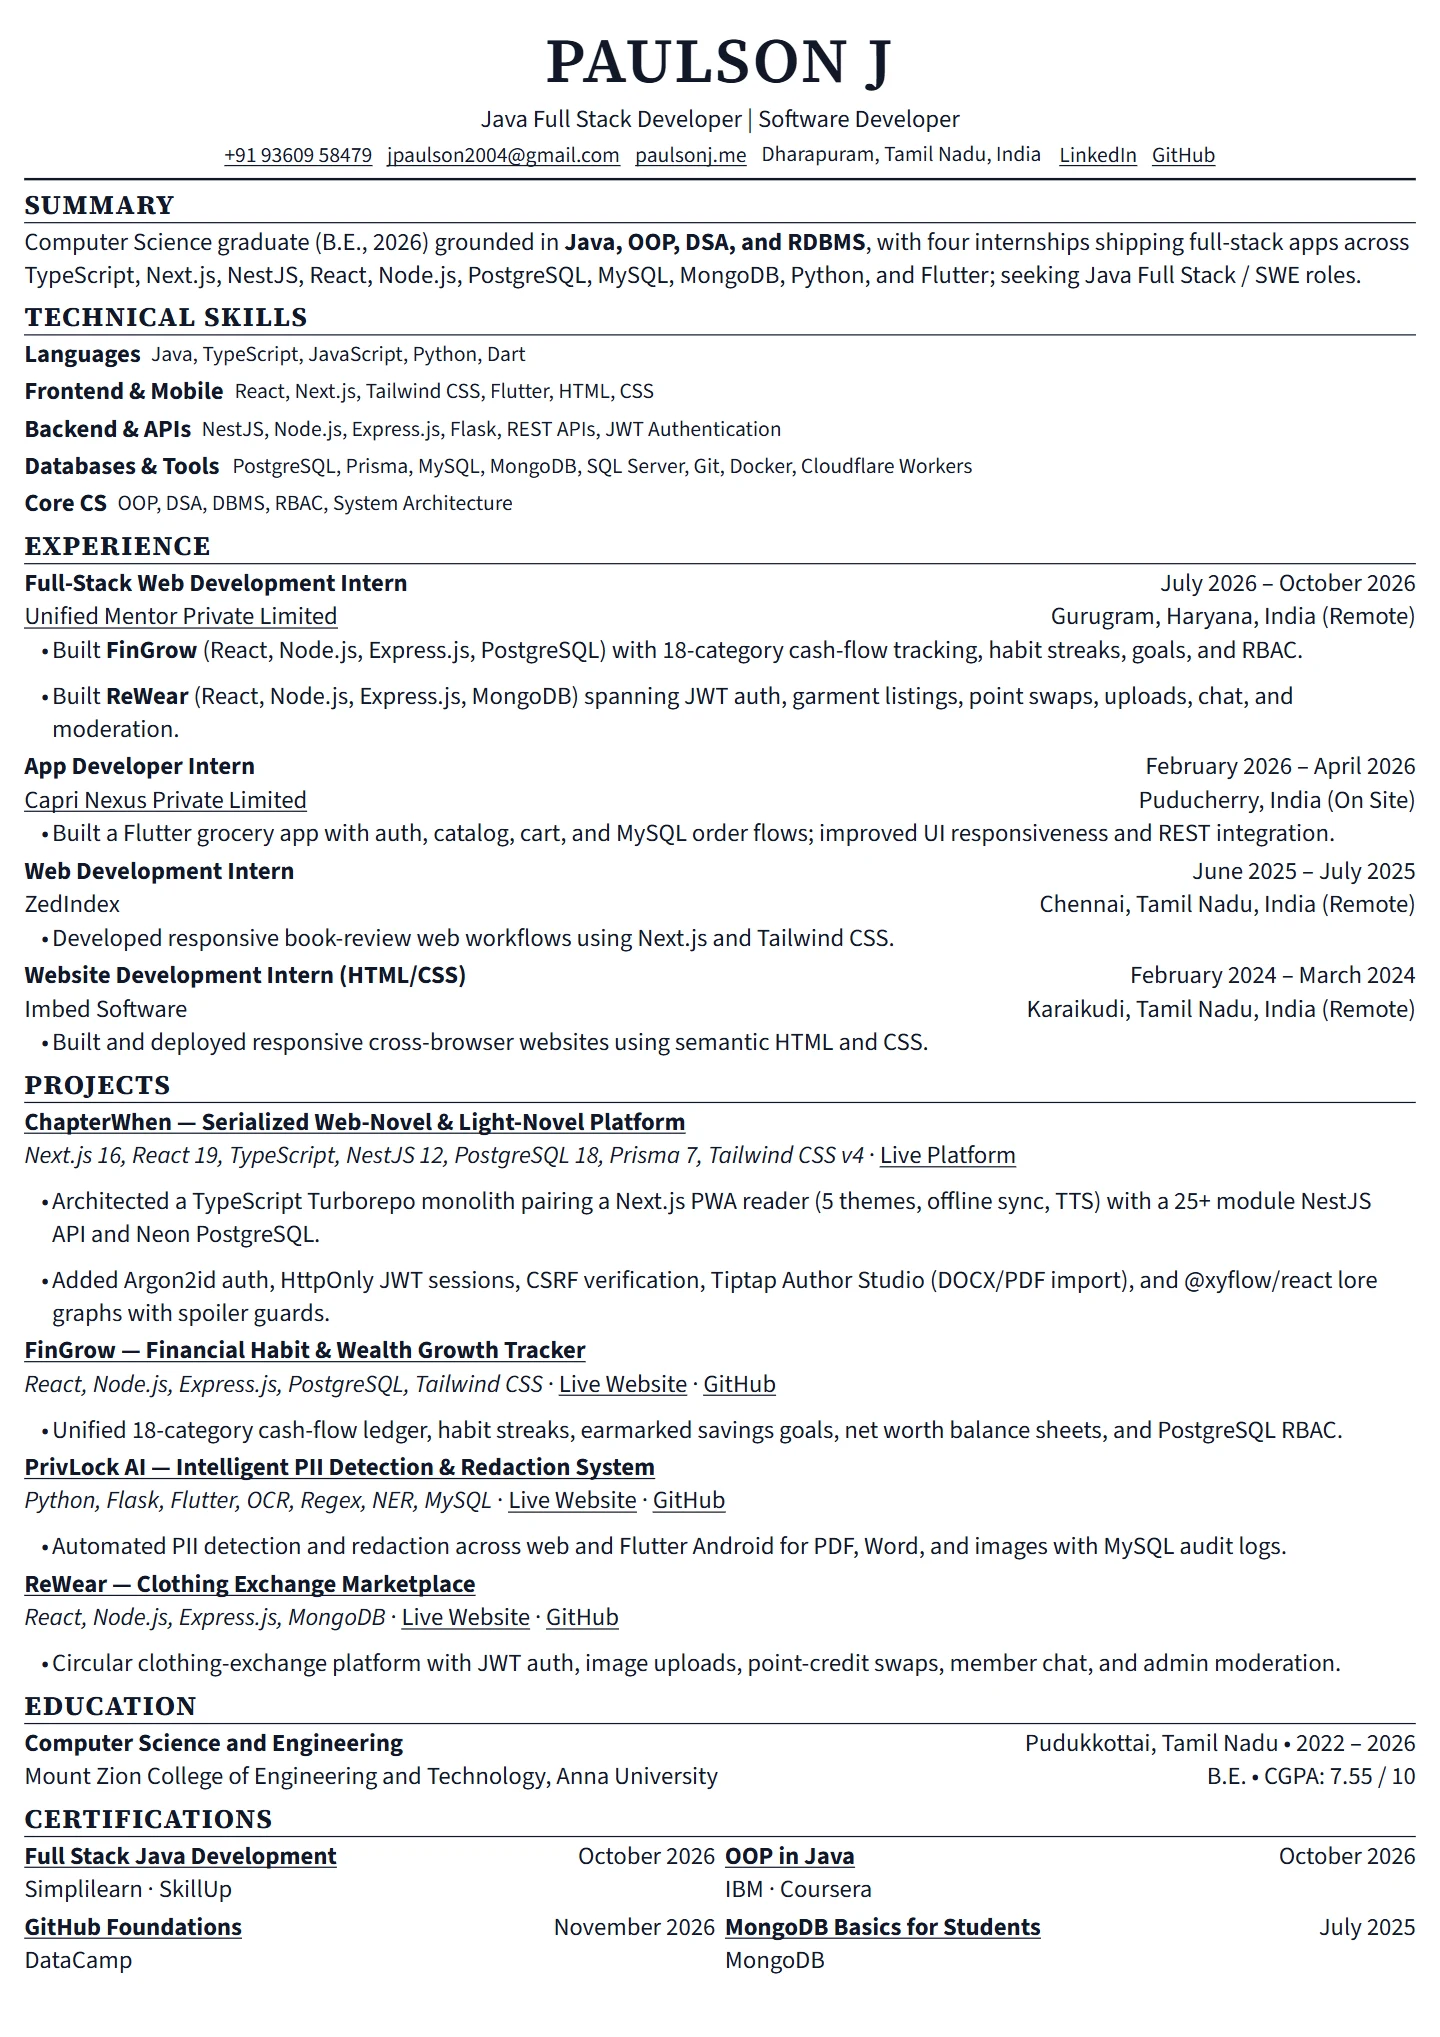 PAULSON J
Java Full Stack Developer | Software Developer
+91 93609 58479 jpaulson2004@gmail.com paulsonj.me Dharapuram, Tamil Nadu, India LinkedIn GitHub
SUMMARY
Computer Science graduate (B.E., 2026) grounded in Java, OOP, DSA, and RDBMS, with four internships shipping full-stack apps across
TypeScript, Next.js, NestJS, React, Node.js, PostgreSQL, MySQL, MongoDB, Python, and Flutter; seeking Java Full Stack / SWE roles.
TECHNICAL SKILLS
Languages Java, TypeScript, JavaScript, Python, Dart
Frontend & Mobile React, Next.js, Tailwind CSS, Flutter, HTML, CSS
Backend & APIs NestJS, Node.js, Express.js, Flask, REST APIs, JWT Authentication
Databases & Tools PostgreSQL, Prisma, MySQL, MongoDB, SQL Server, Git, Docker, Cloudflare Workers
Core CS OOP, DSA, DBMS, RBAC, System Architecture
EXPERIENCE
Full-Stack Web Development Intern July 2026 – October 2026
Unified Mentor Private Limited Gurugram, Haryana, India (Remote)
• Built FinGrow (React, Node.js, Express.js, PostgreSQL) with 18-category cash-flow tracking, habit streaks, goals, and RBAC.
• Built ReWear (React, Node.js, Express.js, MongoDB) spanning JWT auth, garment listings, point swaps, uploads, chat, and
moderation.
App Developer Intern February 2026 – April 2026
Capri Nexus Private Limited Puducherry, India (On Site)
• Built a Flutter grocery app with auth, catalog, cart, and MySQL order flows; improved UI responsiveness and REST integration.
Web Development Intern June 2025 – July 2025
ZedIndex Chennai, Tamil Nadu, India (Remote)
• Developed responsive book-review web workflows using Next.js and Tailwind CSS.
Website Development Intern (HTML/CSS) February 2024 – March 2024
Imbed Software Karaikudi, Tamil Nadu, India (Remote)
• Built and deployed responsive cross-browser websites using semantic HTML and CSS.
PROJECTS
ChapterWhen — Serialized Web-Novel & Light-Novel Platform
Next.js 16, React 19, TypeScript, NestJS 12, PostgreSQL 18, Prisma 7, Tailwind CSS v4 · Live Platform
• Architected a TypeScript Turborepo monolith pairing a Next.js PWA reader (5 themes, offline sync, TTS) with a 25+ module NestJS
API and Neon PostgreSQL.
• Added Argon2id auth, HttpOnly JWT sessions, CSRF verification, Tiptap Author Studio (DOCX/PDF import), and @xyflow/react lore
graphs with spoiler guards.
FinGrow — Financial Habit & Wealth Growth Tracker
React, Node.js, Express.js, PostgreSQL, Tailwind CSS · Live Website · GitHub
• Unified 18-category cash-flow ledger, habit streaks, earmarked savings goals, net worth balance sheets, and PostgreSQL RBAC.
PrivLock AI — Intelligent PII Detection & Redaction System
Python, Flask, Flutter, OCR, Regex, NER, MySQL · Live Website · GitHub
• Automated PII detection and redaction across web and Flutter Android for PDF, Word, and images with MySQL audit logs.
ReWear — Clothing Exchange Marketplace
React, Node.js, Express.js, MongoDB · Live Website · GitHub
• Circular clothing-exchange platform with JWT auth, image uploads, point-credit swaps, member chat, and admin moderation.
EDUCATION
Computer Science and Engineering Pudukkottai, Tamil Nadu • 2022 – 2026
Mount Zion College of Engineering and Technology, Anna University B.E. • CGPA: 7.55 / 10
CERTIFICATIONS
Full Stack Java Development October 2026 OOP in Java October 2026
Simplilearn · SkillUp IBM · Coursera
GitHub Foundations November 2026 MongoDB Basics for Students July 2025
DataCamp MongoDB